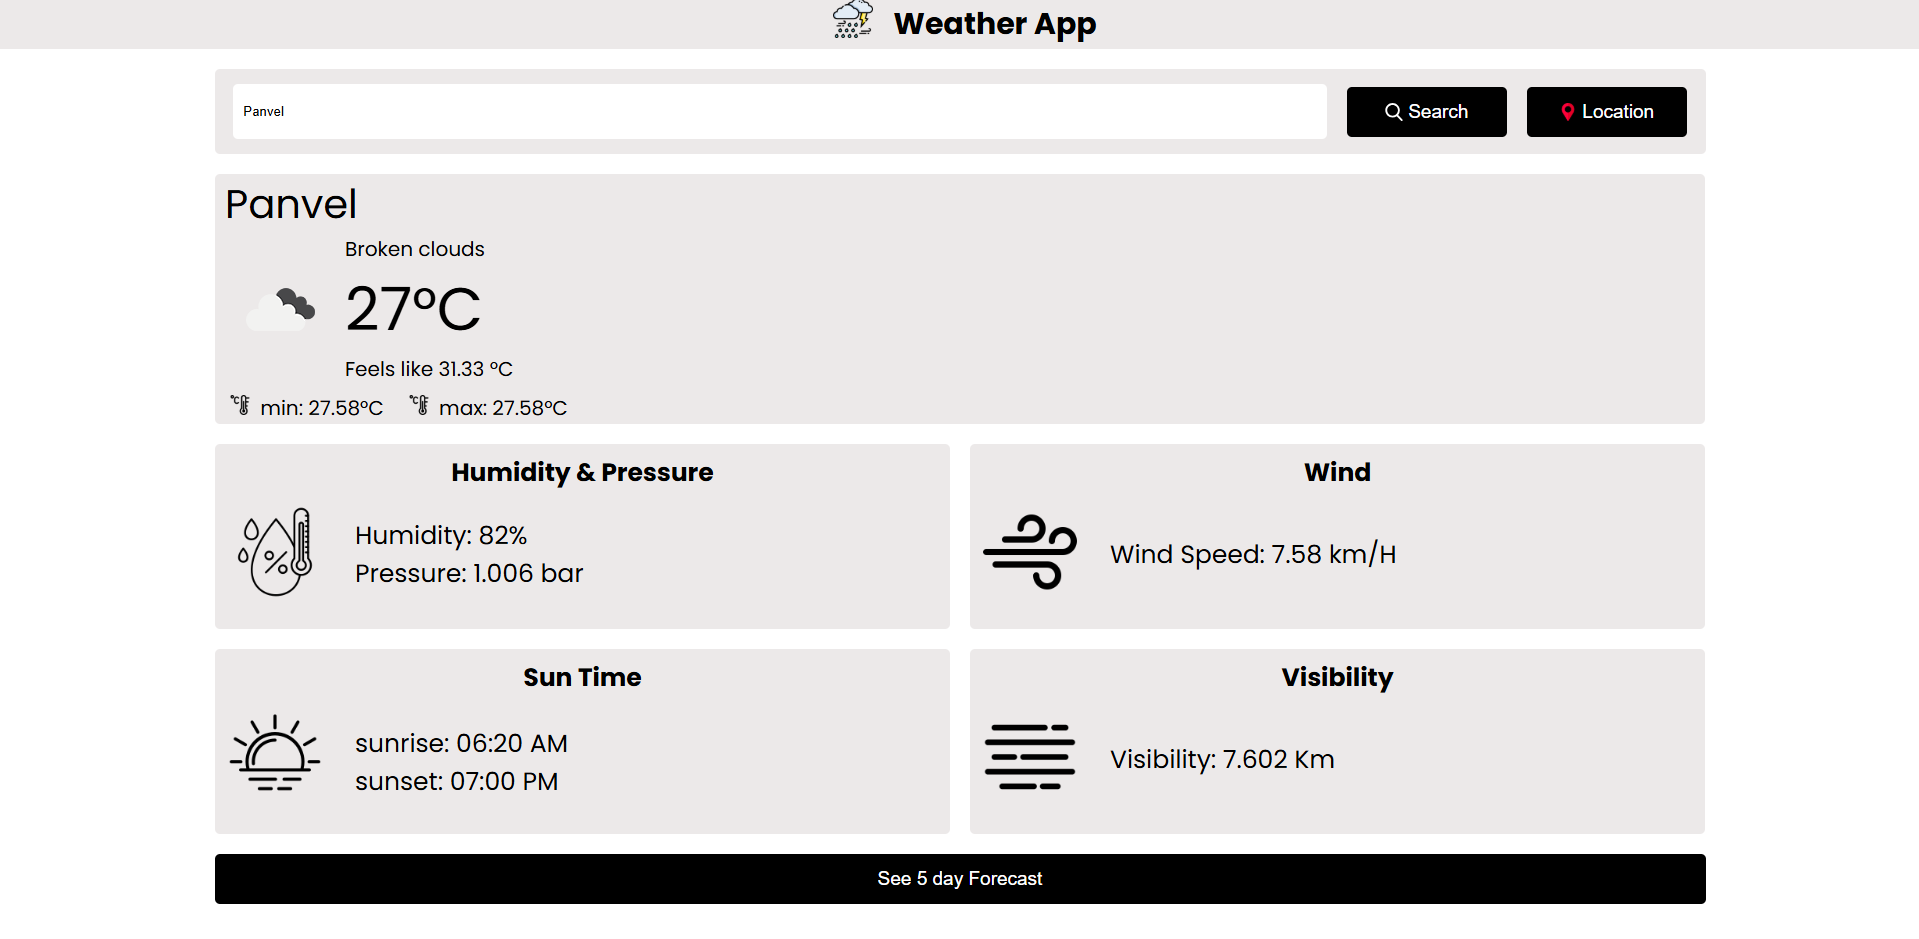 Weather App
Panvel
Search
Location
Panvel
Broken clouds
27°C
Feels like 31.33 °C
°C min: 27.58°C °C max: 27.58°C
Humidity & Pressure
%
Humidity: 82%
Pressure: 1.006 bar
Wind
Wind Speed: 7.58 km/H
Sun Time
sunrise: 06:20 AM
sunset: 07:00 PM
Visibility
Visibility: 7.602 Km
See 5 day Forecast